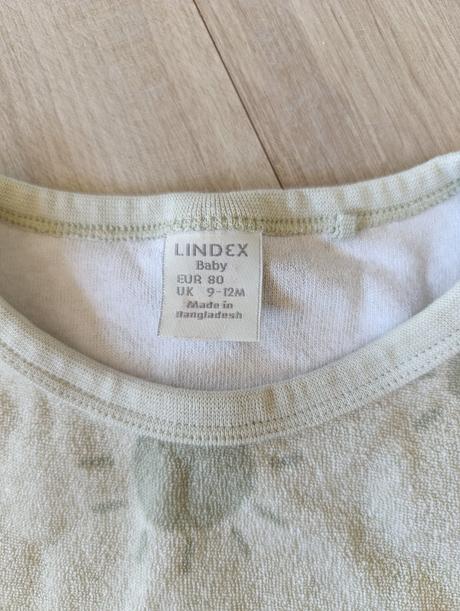 LINDEX
Baby
EUR 80
UK 9-12M
Made in
Bangladesh